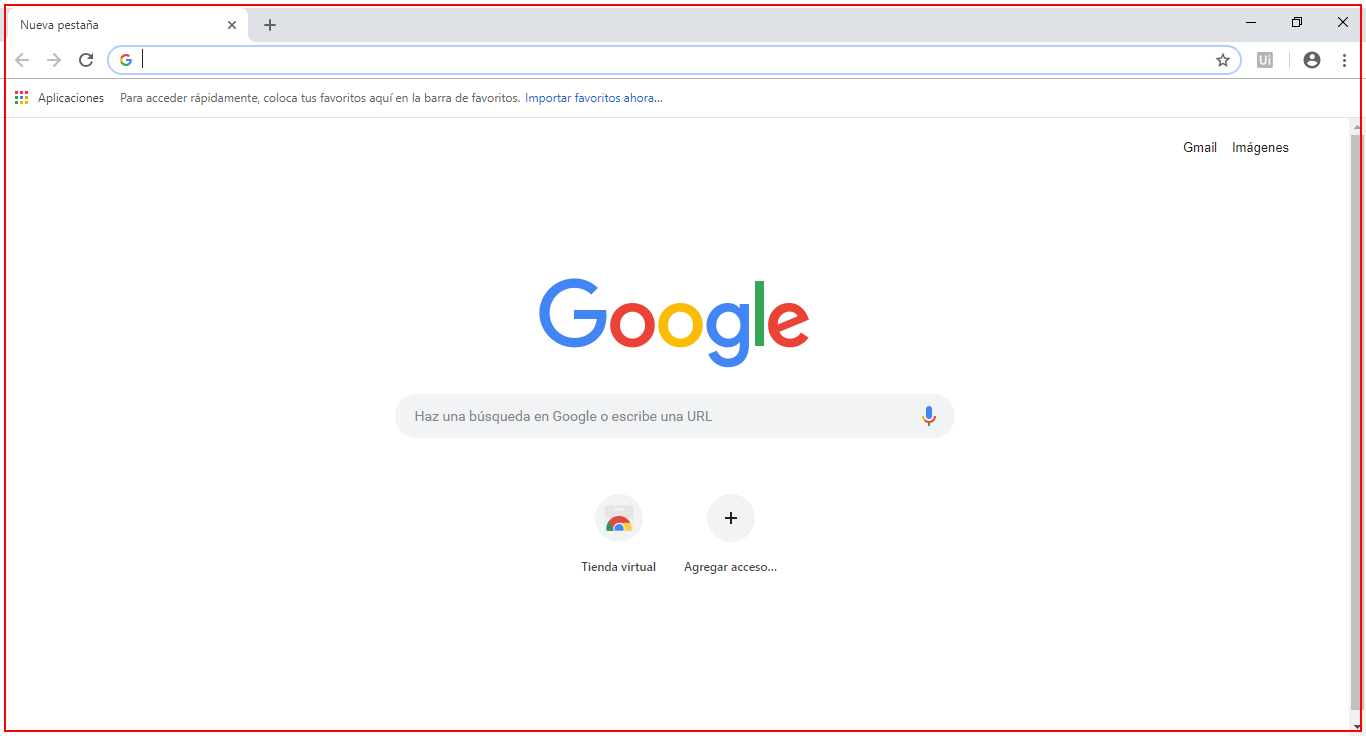 Nueva pestaña
Ui
Aplicaciones Para acceder rápidamente, coloca tus favoritos aquí en la barra de favoritos. Importar favoritos ahora...
Gmail Imágenes
Google
Haz una búsqueda en Google o escribe una URL
Tienda virtual Agregar acceso...